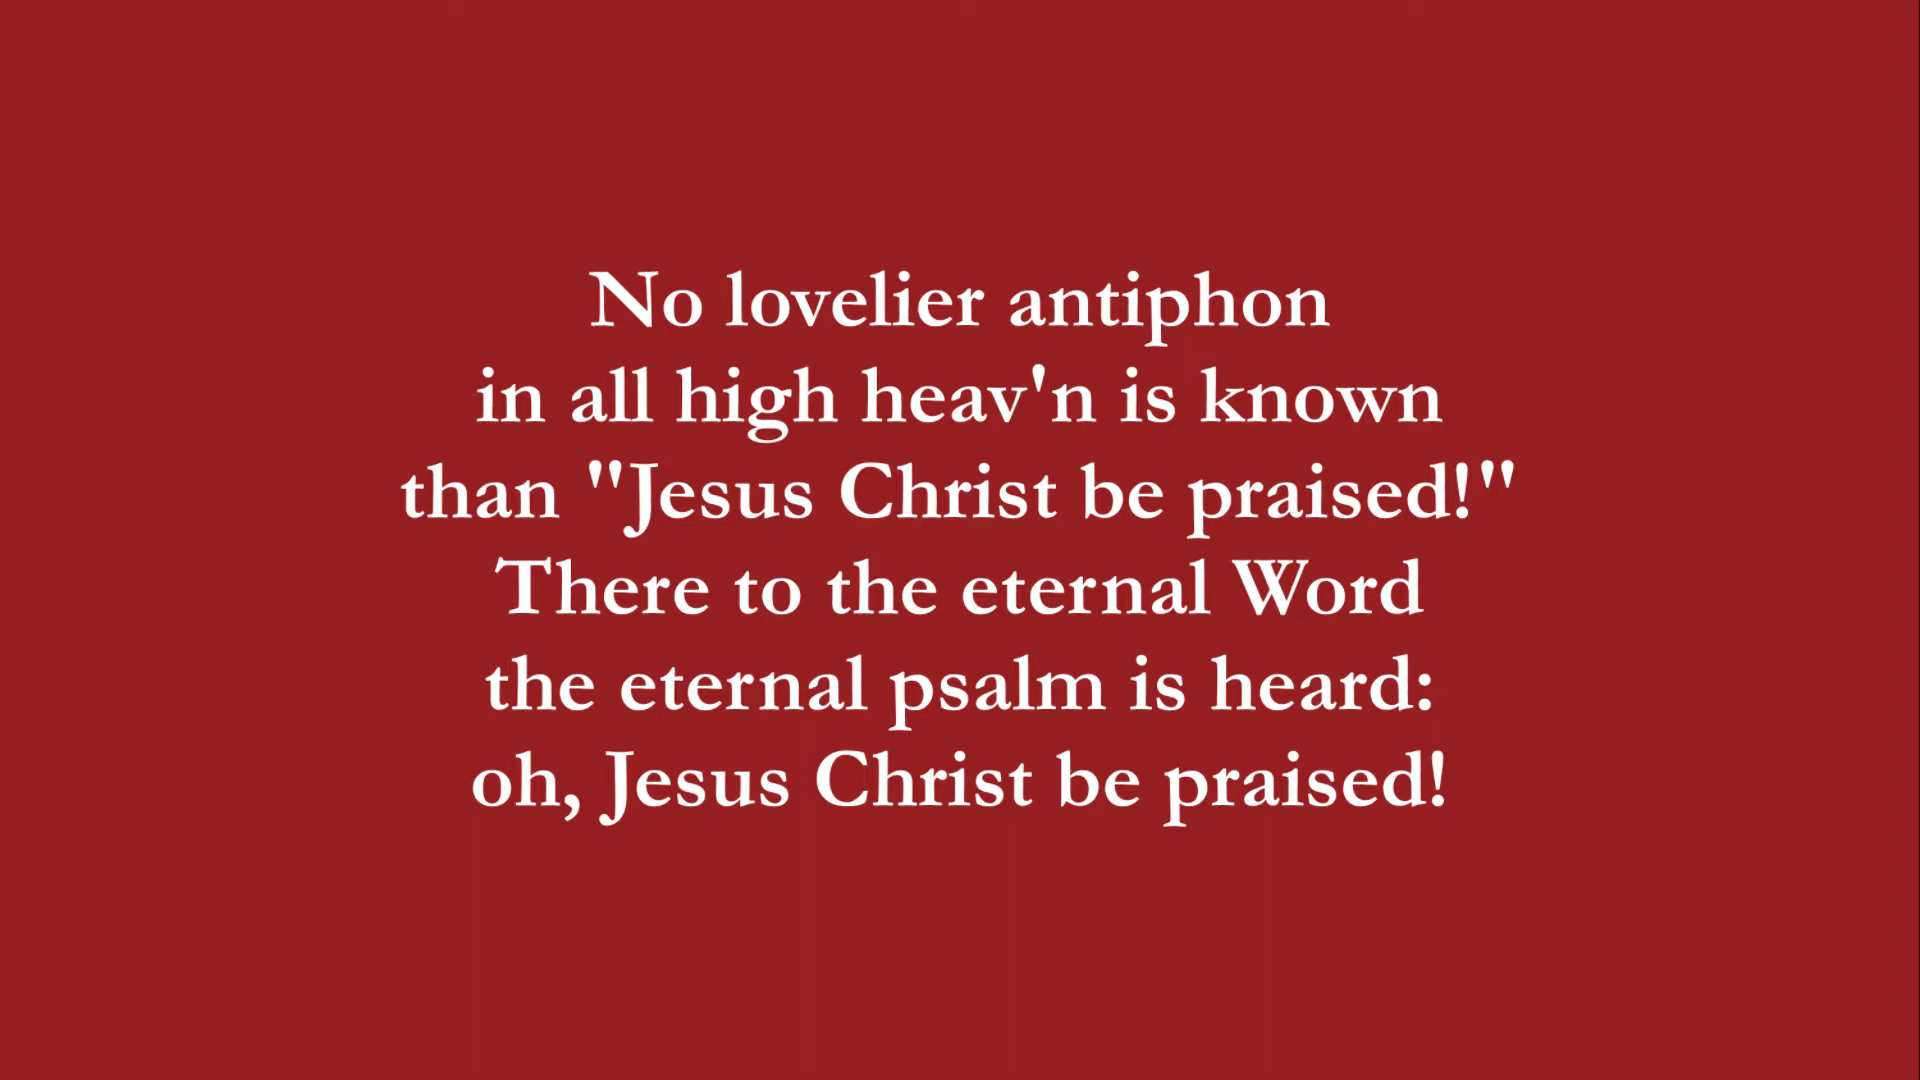 No lovelier antiphon
in all high heav'n is known
than "Jesus Christ be praised!"
There to the eternal Word
the eternal psalm is heard:
oh, Jesus Christ be praised!